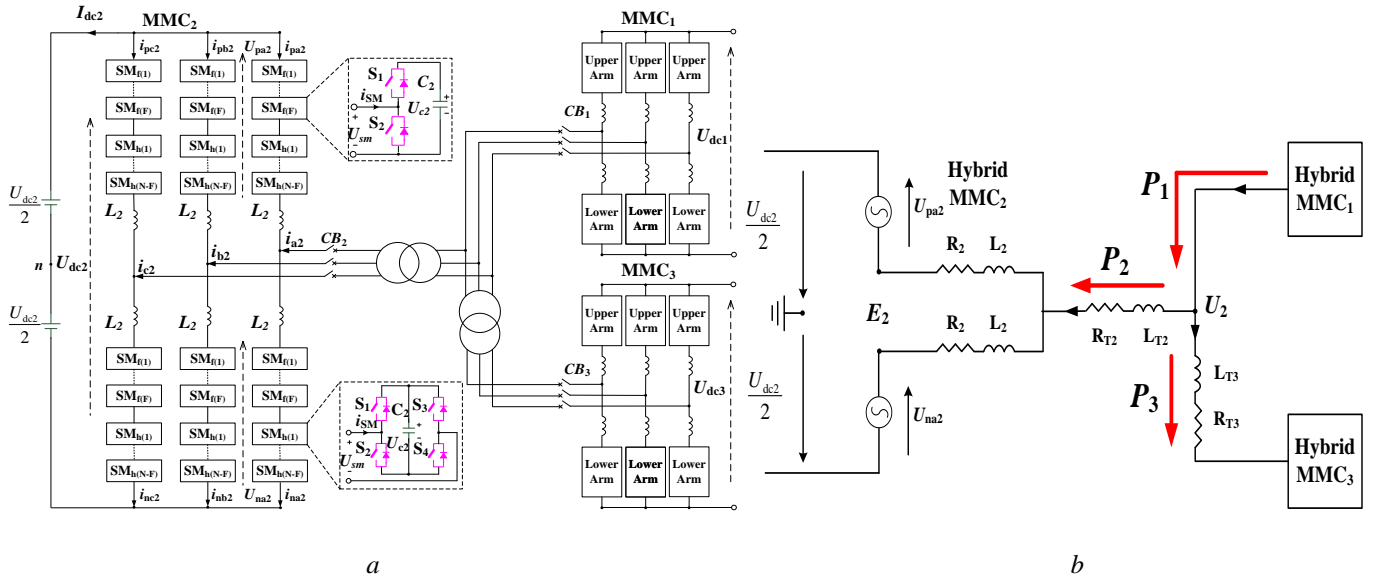 I_dc2
MMC_2
i_pc2
i_pb2
U_pa2
i_pa2
SM_f(1)
SM_f(1)
SM_f(1)
SM_f(F)
SM_f(F)
SM_f(F)
SM_h(1)
SM_h(1)
SM_h(1)
SM_h(N-F)
SM_h(N-F)
SM_h(N-F)
S_1
C_2
i_SM
+
U_c2
+
-
S_2
U_sm
-
U_dc2
2
L_2
L_2
L_2
n
U_dc2
i_a2
i_b2
i_c2
CB_2
U_dc2
2
L_2
L_2
L_2
SM_f(1)
SM_f(1)
SM_f(1)
SM_f(F)
SM_f(F)
SM_f(F)
SM_h(1)
SM_h(1)
SM_h(1)
SM_h(N-F)
SM_h(N-F)
SM_h(N-F)
S_1
C_2
S_3
i_SM
+
+
-
S_2
U_c2
S_4
U_sm
-
i_nc2
i_nb2
U_na2
i_na2
MMC_1
Upper Arm
Upper Arm
Upper Arm
CB_1
U_dc1
Lower Arm
Lower Arm
Lower Arm
MMC_3
Upper Arm
Upper Arm
Upper Arm
CB_3
U_dc3
Lower Arm
Lower Arm
Lower Arm
a
U_dc2
2
U_dc2
2
U_pa2
Hybrid
MMC_2
R_2
L_2
E_2
R_2
L_2
U_na2
P_1
Hybrid
MMC_1
P_2
R_T2
L_T2
U_2
P_3
L_T3
R_T3
Hybrid
MMC_3
b